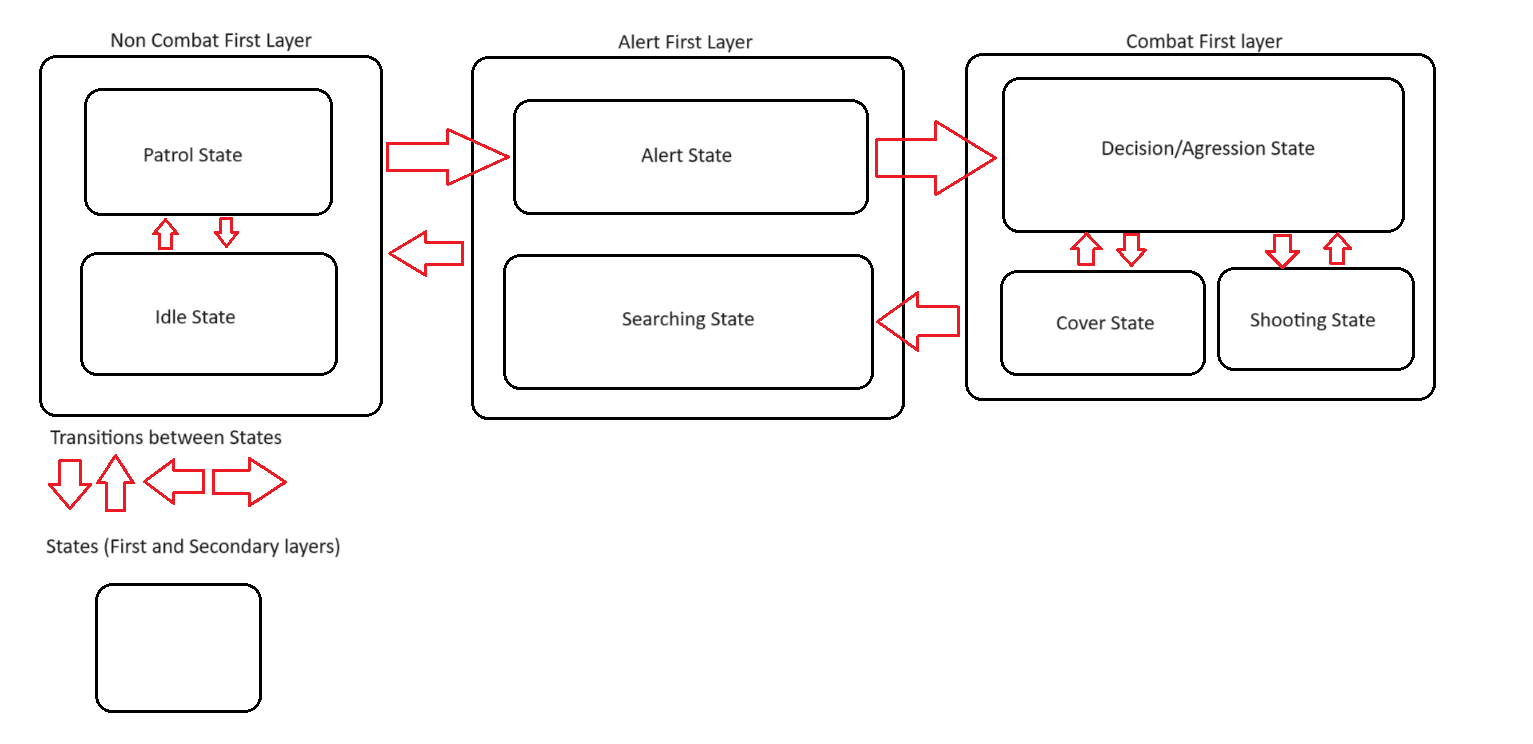 Non Combat First Layer
Alert First Layer
Combat First layer
Patrol State
Alert State
Decision/Agression State
Idle State
Searching State
Cover State
Shooting State
Transitions between States
States (First and Secondary layers)